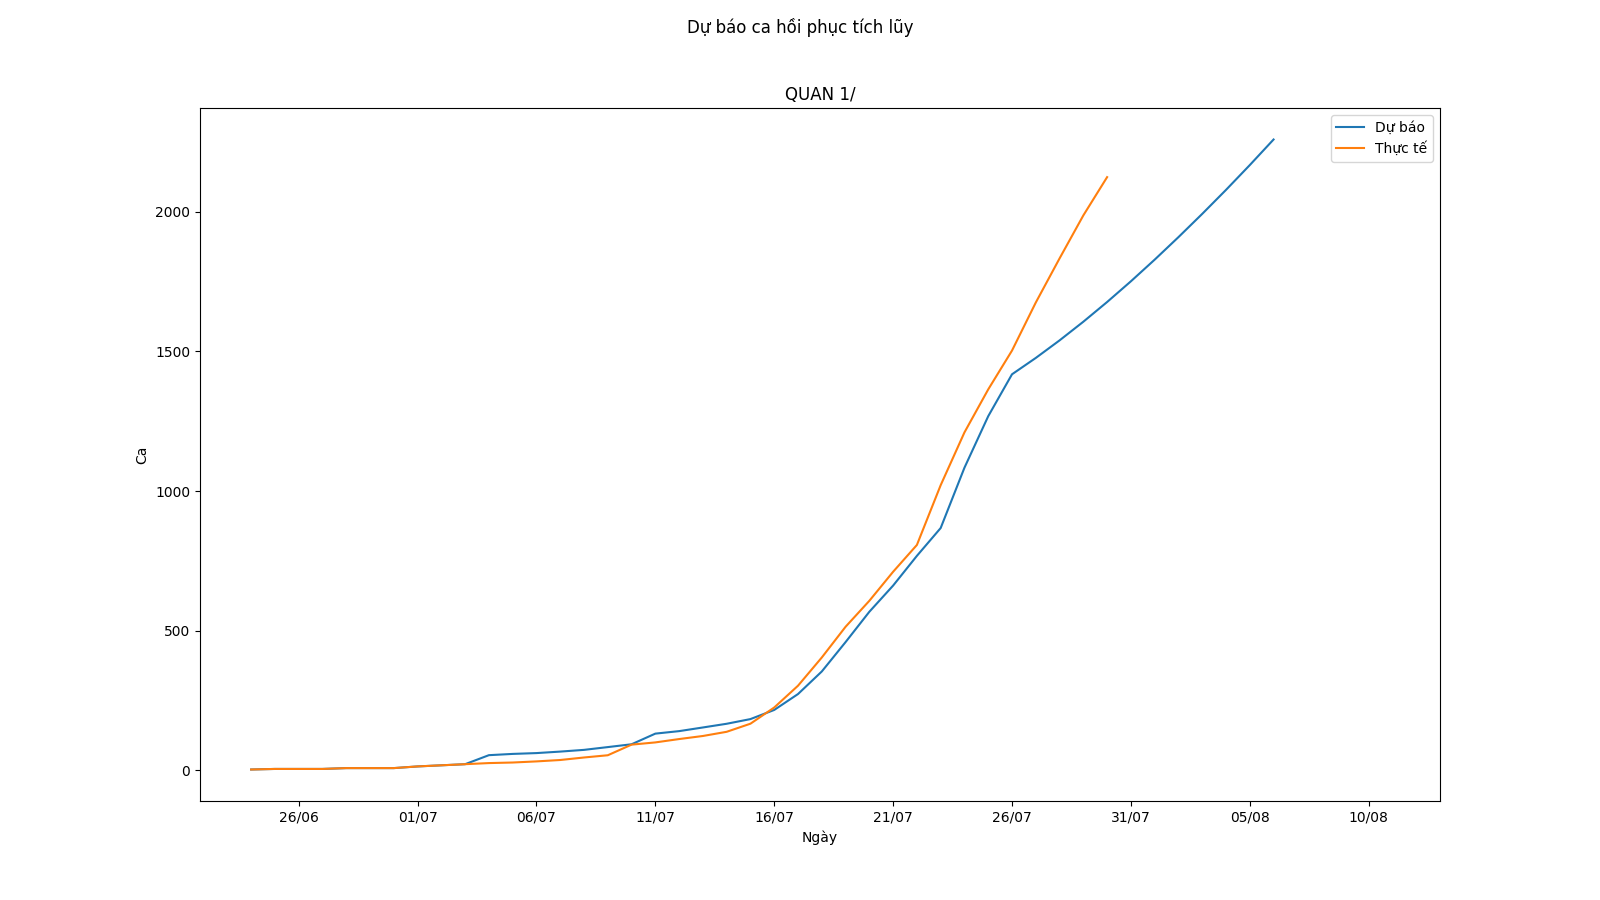 Dự báo ca hồi phục tích lũy
QUAN 1/
Dự báo
Thực tế
2000
1500
1000
500
0
Ca
26/06 01/07 06/07 11/07 16/07 21/07 26/07 31/07 05/08 10/08
Ngày